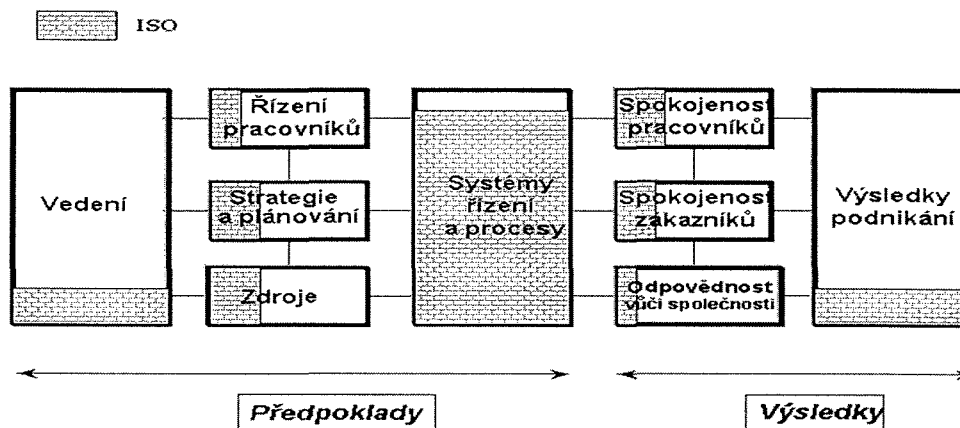 ISO
Vedení
Řízení
pracovníků
Strategie
a plánování
Zdroje
Systémy
řízení
a procesy
Spokojenost
pracovníků
Spokojenost
zákazníků
Odpovědnost
vůči společnosti
Výsledky
podnikání
Předpoklady
Výsledky